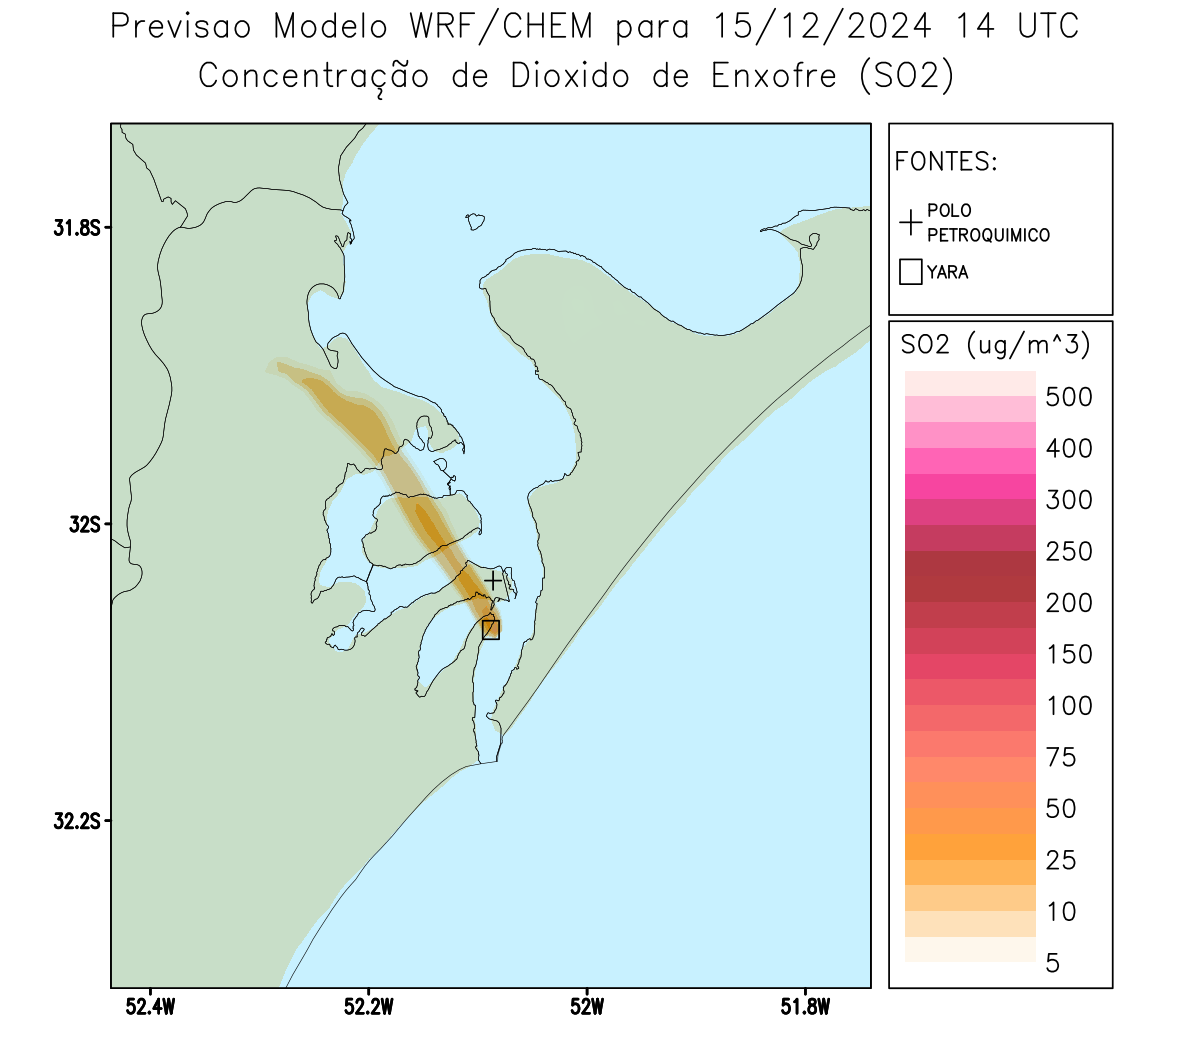 Previsao Modelo WRF/CHEM para 15/12/2024 14 UTC
Concentração de Dioxido de Enxofre (SO2)
FONTES:
POLO
PETROQUIMICO
YARA
SO2 (ug/m^3)
500
400
300
250
200
150
100
75
50
25
10
5
31.8S
32S
32.2S
52.4W
52.2W
52W
51.8W